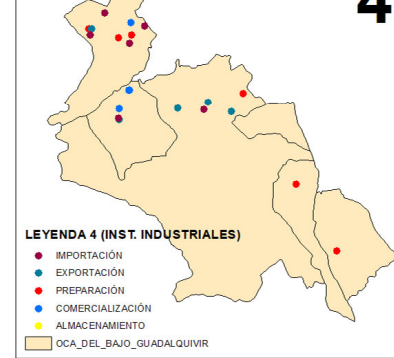 4
LEYENDA 4 (INST. INDUSTRIALES)
IMPORTACIÓN
EXPORTACIÓN
PREPARACIÓN
COMERCIALIZACIÓN
ALMACENAMIENTO
OCA_DEL_BAJO_GUADALQUIVIR